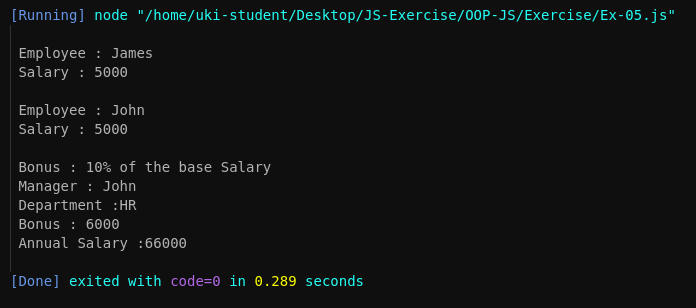 [Running] node "/home/uki-student/Desktop/JS-Exercise/OOP-JS/Exercise/Ex-05.js"
Employee : James
Salary : 5000
Employee : John
Salary : 5000
Bonus : 10% of the base Salary
Manager : John
Department :HR
Bonus : 6000
Annual Salary :66000
[Done] exited with code=0 in 0.289 seconds